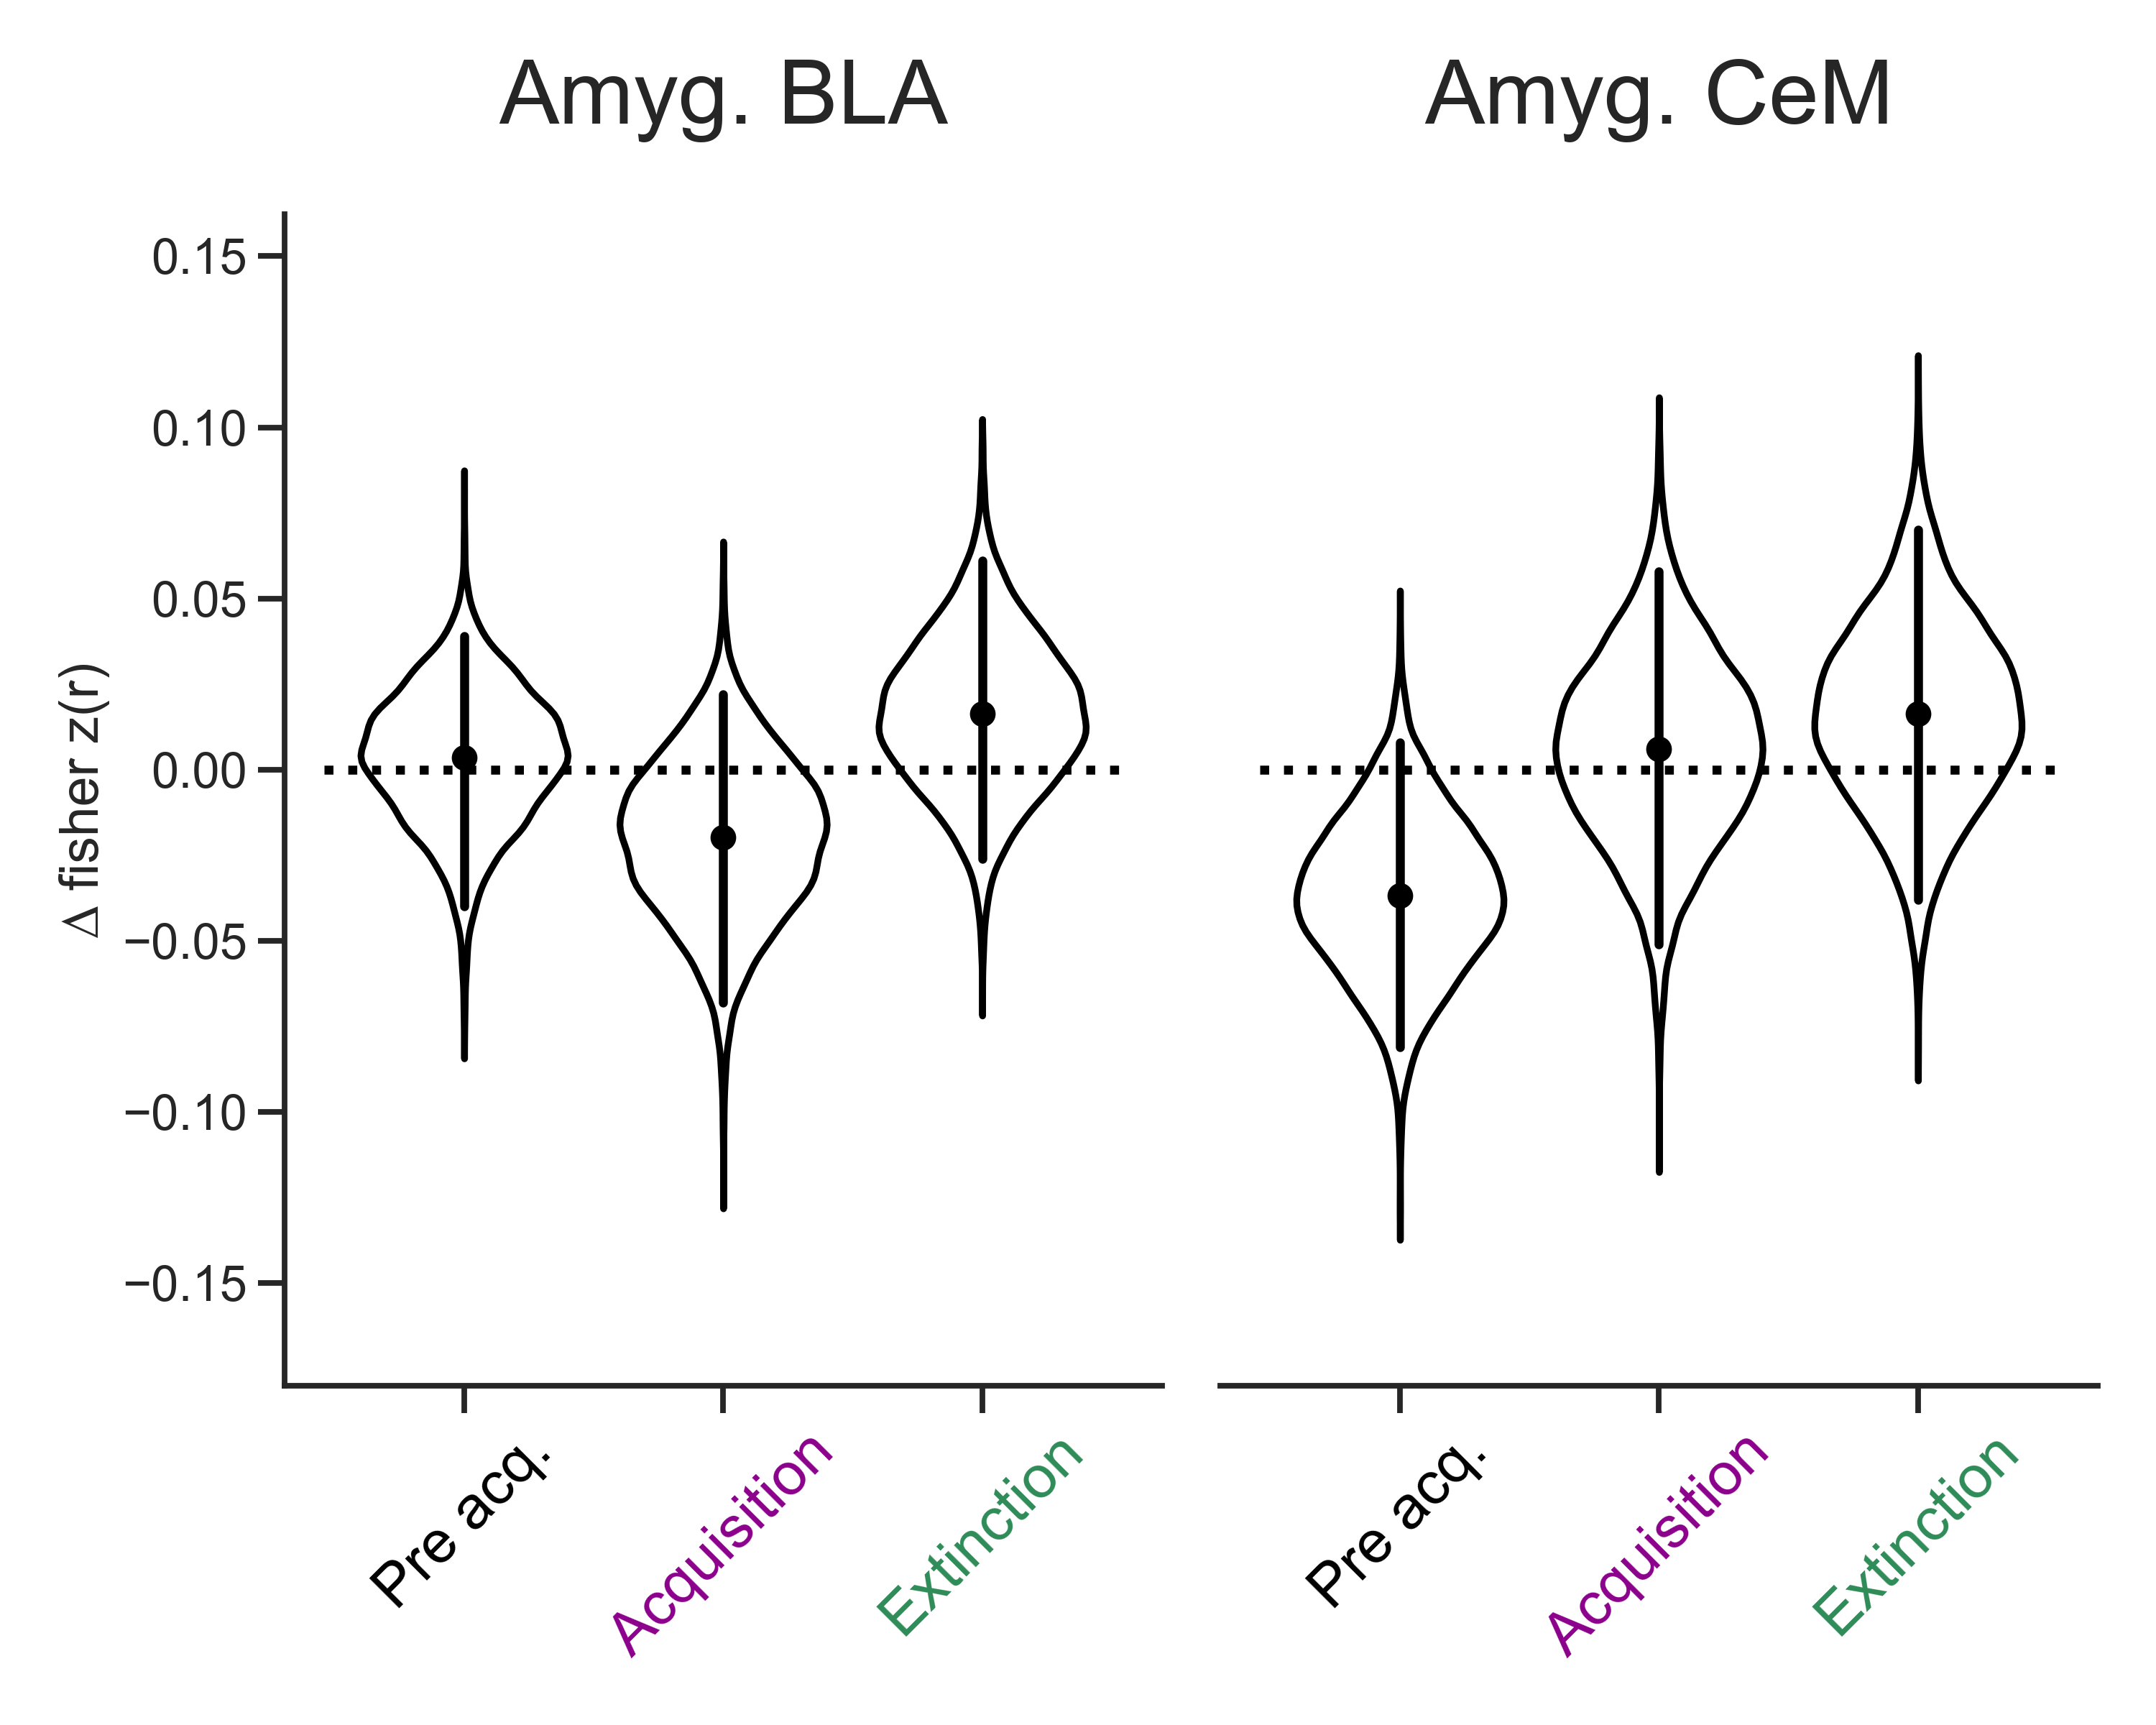 Amyg. BLA
Amyg. CeM
Δ fisher z(r)
0.15
0.10
0.05
0.00
−0.05
−0.10
−0.15
Pre acq.
Acquisition
Extinction
Pre acq.
Acquisition
Extinction